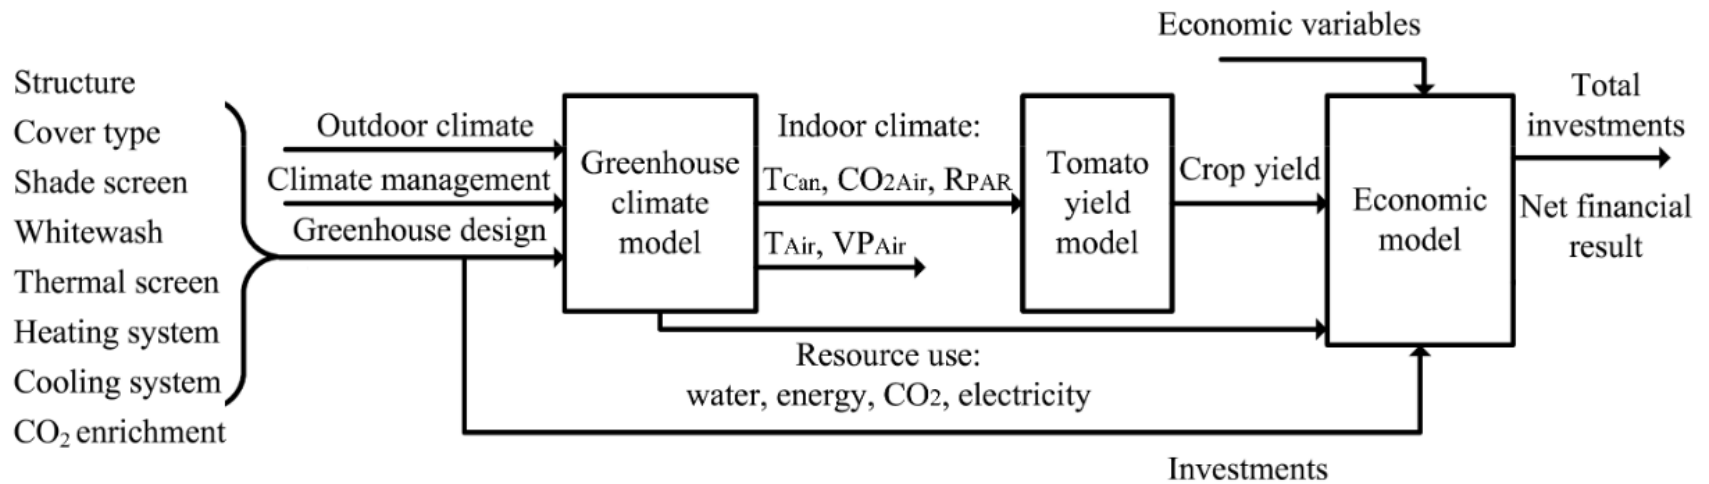 Economic variables
Structure
Cover type
Shade screen
Whitewash
Thermal screen
Heating system
Cooling system
CO2 enrichment
Outdoor climate
Climate management
Greenhouse design
Greenhouse
climate
model
Indoor climate:
TCan, CO2Air, RPAR
TAir, VPAir
Tomato
yield
model
Crop yield
Economic
model
Total
investments
Net financial
result
Resource use:
water, energy, CO2, electricity
Investments